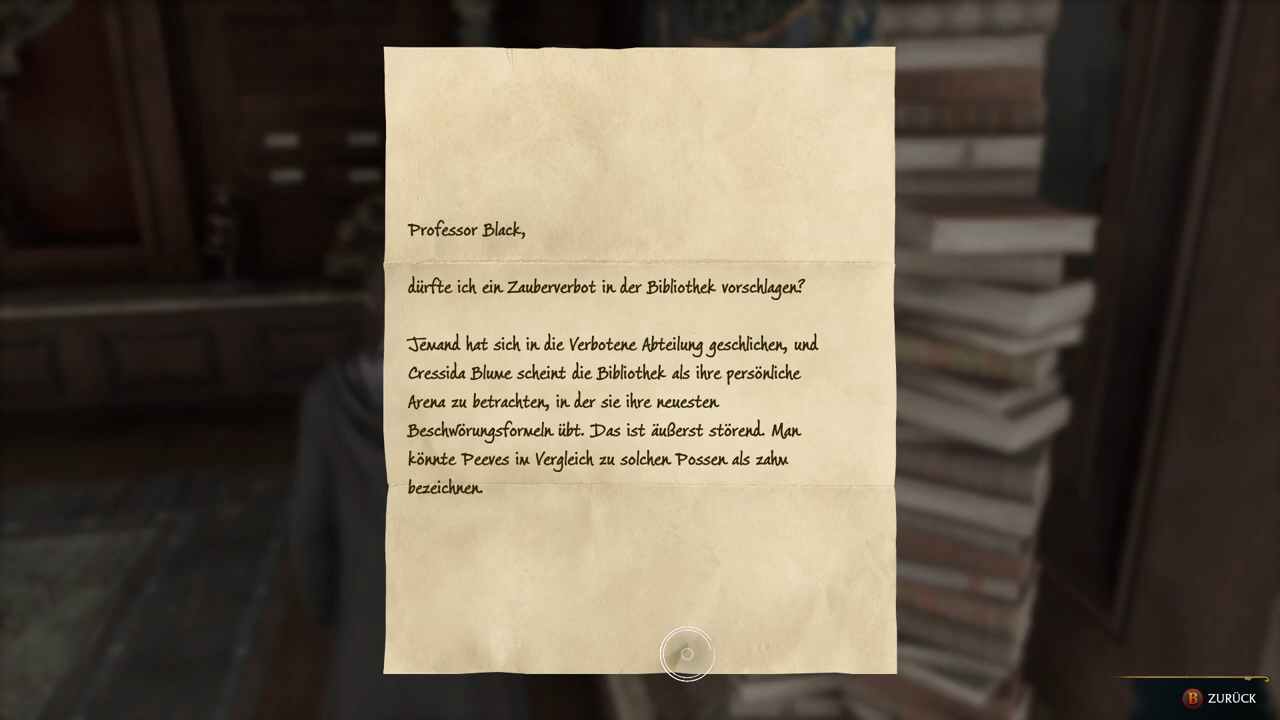 Professor Black,
dürfte ich ein Zauberverbot in der Bibliothek vorschlagen?
Jemand hat sich in die Verbotene Abteilung geschlichen, und
Cressida Blume scheint die Bibliothek als ihre persönliche
Arena zu betrachten, in der sie ihre neuesten
Beschwörungsformeln übt. Das ist äußerst störend. Man
könnte Peeves im Vergleich zu solchen Possen als zahm
bezeichnen.
B ZURÜCK